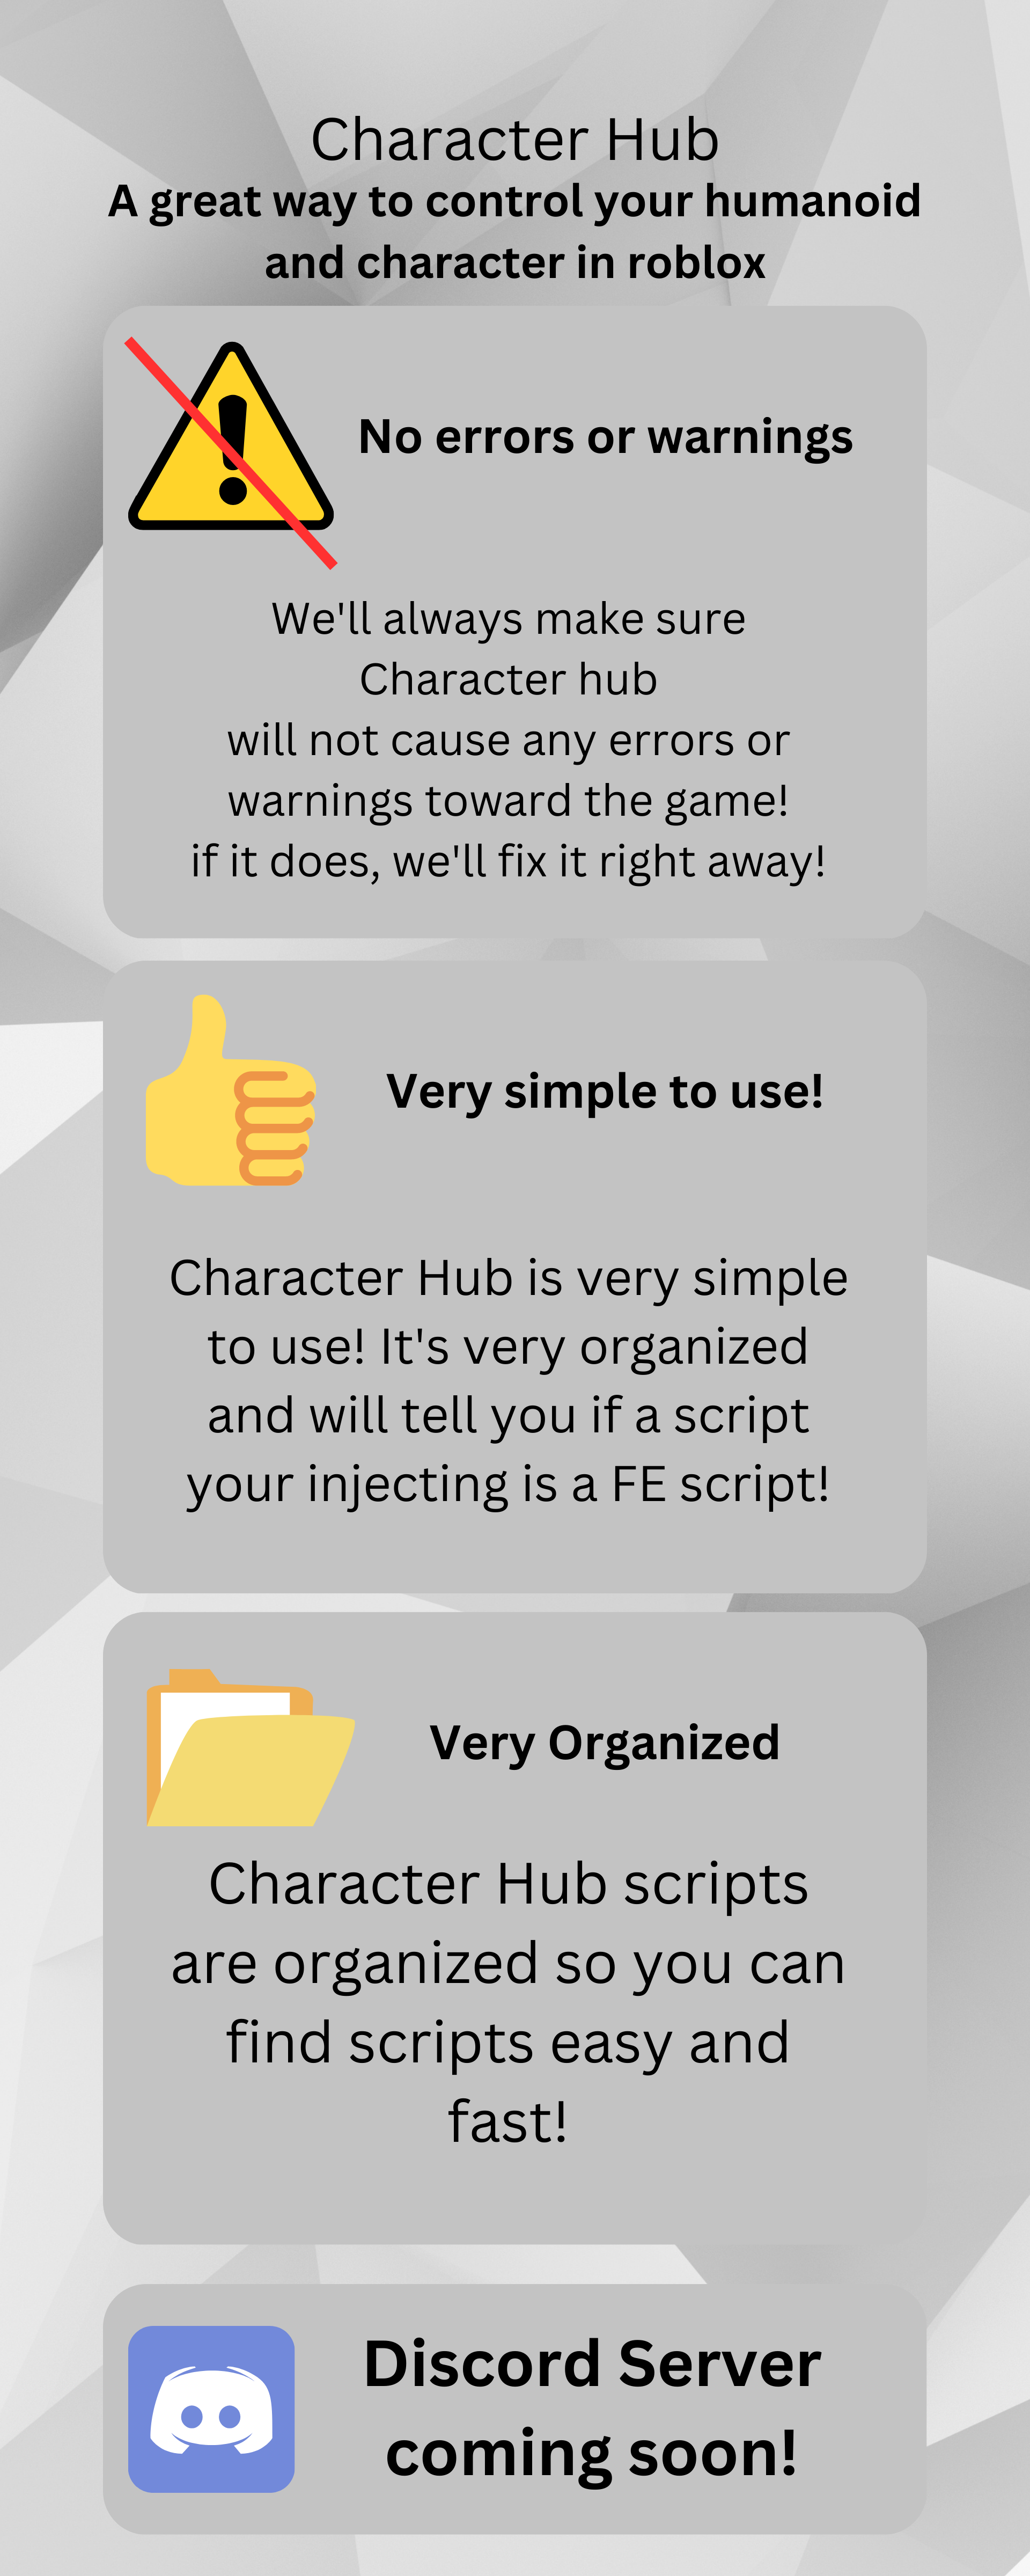 Character Hub
A great way to control your humanoid
and character in roblox
No errors or warnings
We'll always make sure
Character hub
will not cause any errors or
warnings toward the game!
if it does, we'll fix it right away!
Very simple to use!
Character Hub is very simple
to use! It's very organized
and will tell you if a script
your injecting is a FE script!
Very Organized
Character Hub scripts
are organized so you can
find scripts easy and
fast!
Discord Server
coming soon!